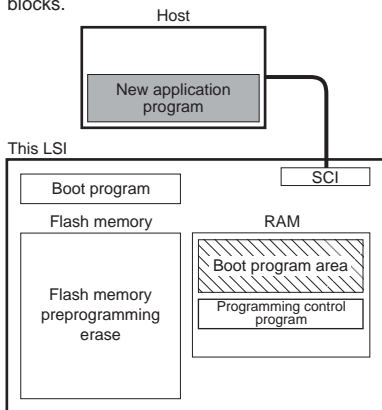 blocks.
Host
New application
program
This LSI
SCI
Boot program
Flash memory
RAM
Flash memory
preprogramming
erase
Boot program area
Programming control
program